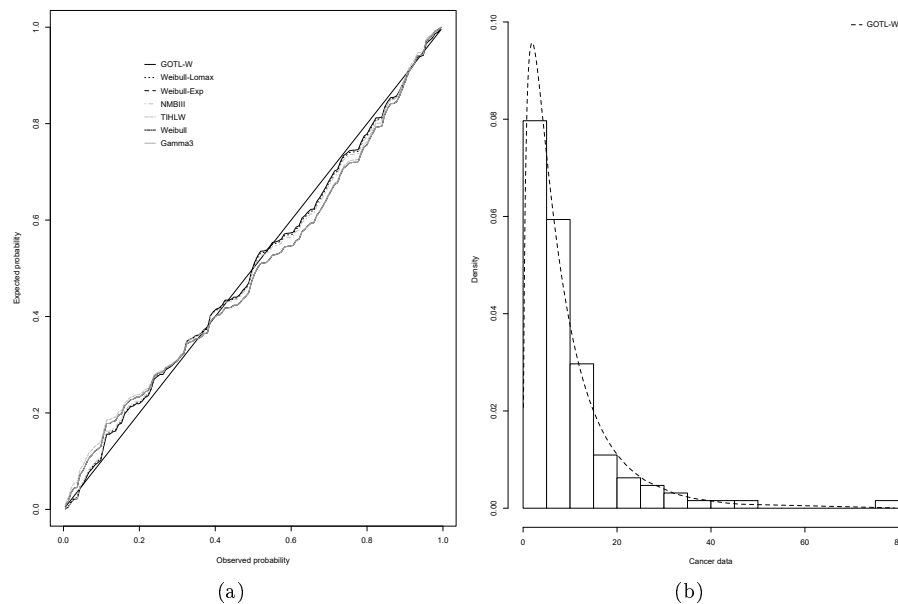 GOTL-W
Weibull-Lomax
Weibull-Exp
NMBIII
TIHLW
Weibull
Gamma3
Expected probability
0.0
0.2
0.4
0.6
0.8
1.0
0.0
0.2
0.4
0.6
0.8
1.0
Observed probability
(a)
GOTL-W
Density
0.00
0.02
0.04
0.06
0.08
0.10
0
20
40
60
80
Cancer data
(b)